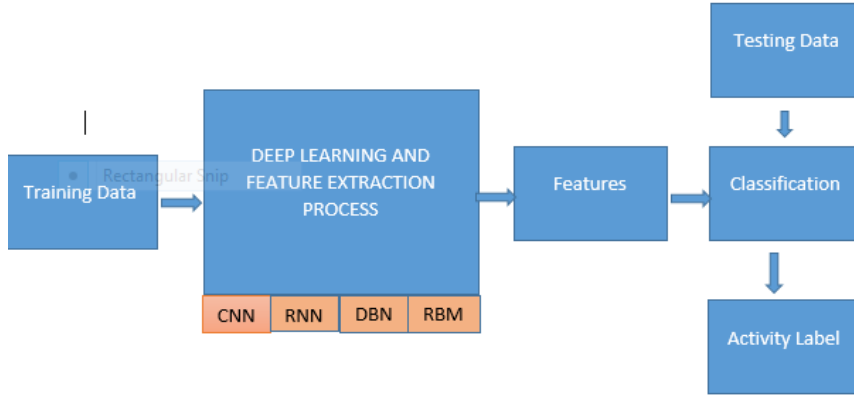 Testing Data
DEEP LEARNING AND
FEATURE EXTRACTION
PROCESS
Rectangular Snip
Training Data
Features
Classification
CNN RNN DBN RBM
Activity Label